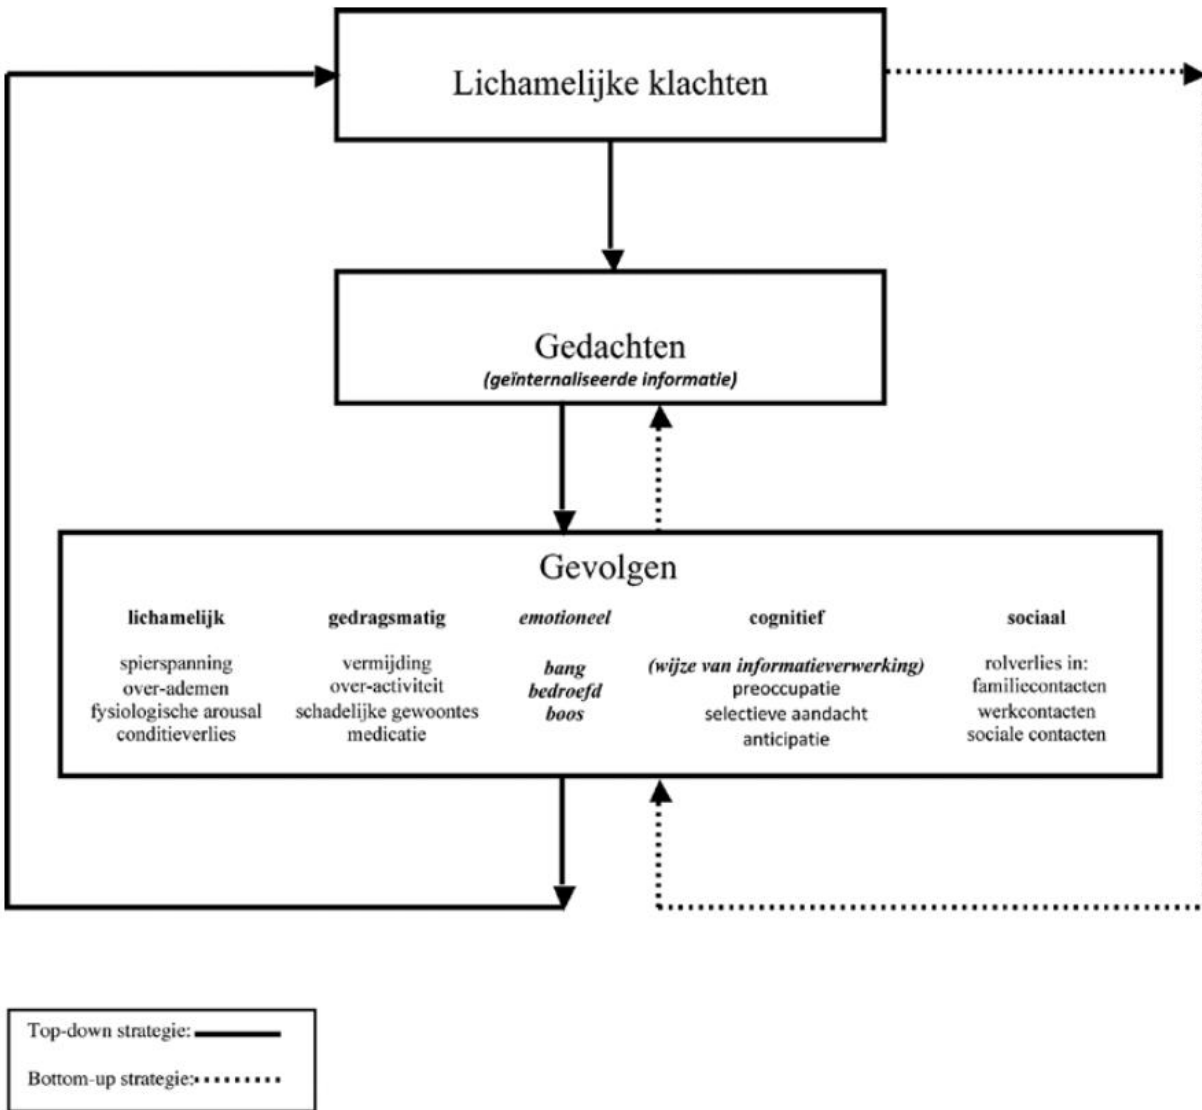 Lichamelijke klachten
Gedachten
(geïnternaliseerde informatie)
Gevolgen
lichamelijk
spierspanning
over-ademen
fysiologische arousal
conditieverlies
gedragsmatig
vermijding
over-activiteit
schadelijke gewoontes
medicatie
emotioneel
bang
bedroefd
boos
cognitief
(wijze van informatieverwerking)
preoccupatie
selectieve aandacht
anticipatie
sociaal
rolverlies in:
familiecontacten
werkcontacten
sociale contacten
Top-down strategie:
Bottom-up strategie: